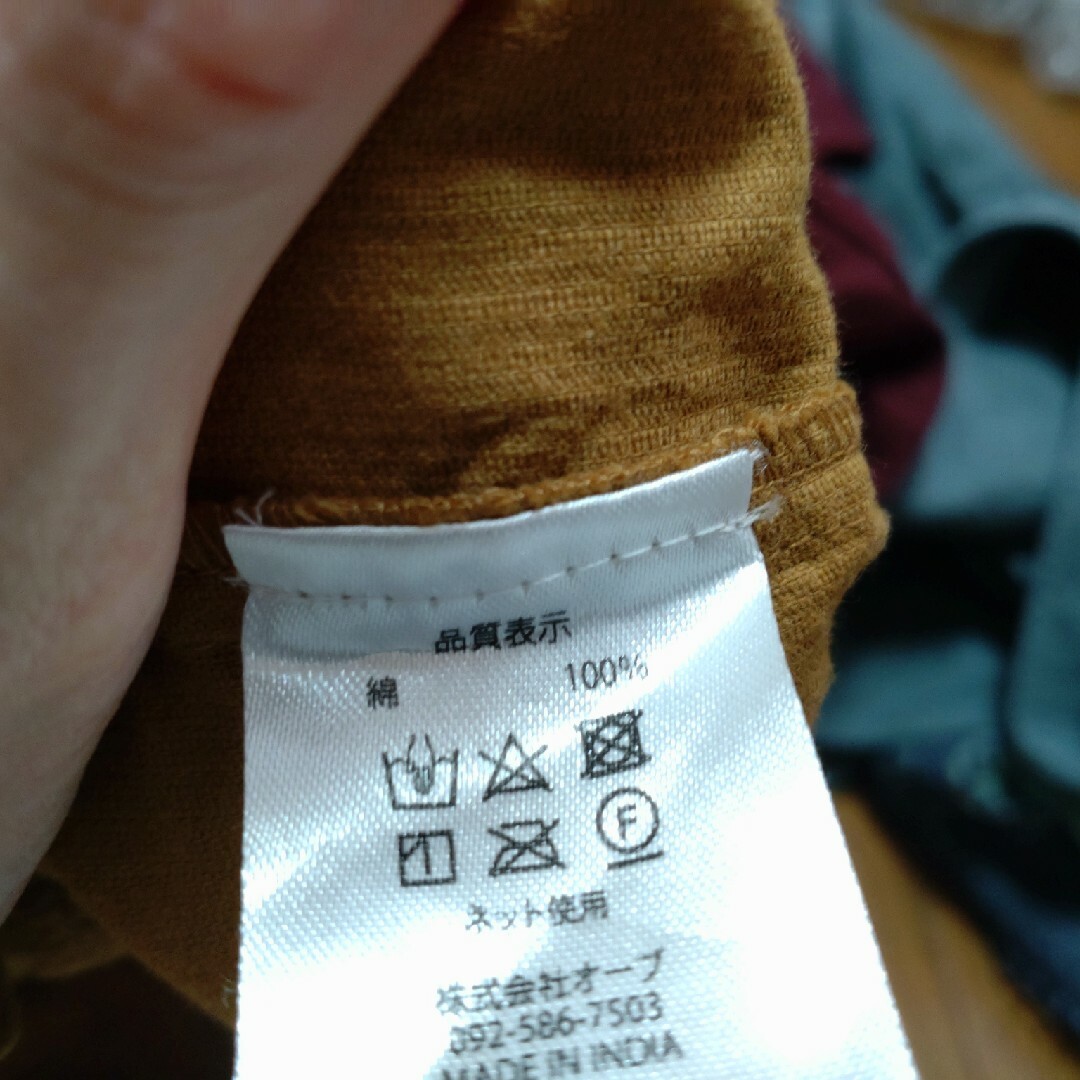 品質表示
綿 100%
F
ネット使用
株式会社オーブ
092-586-7503
MADE IN INDIA